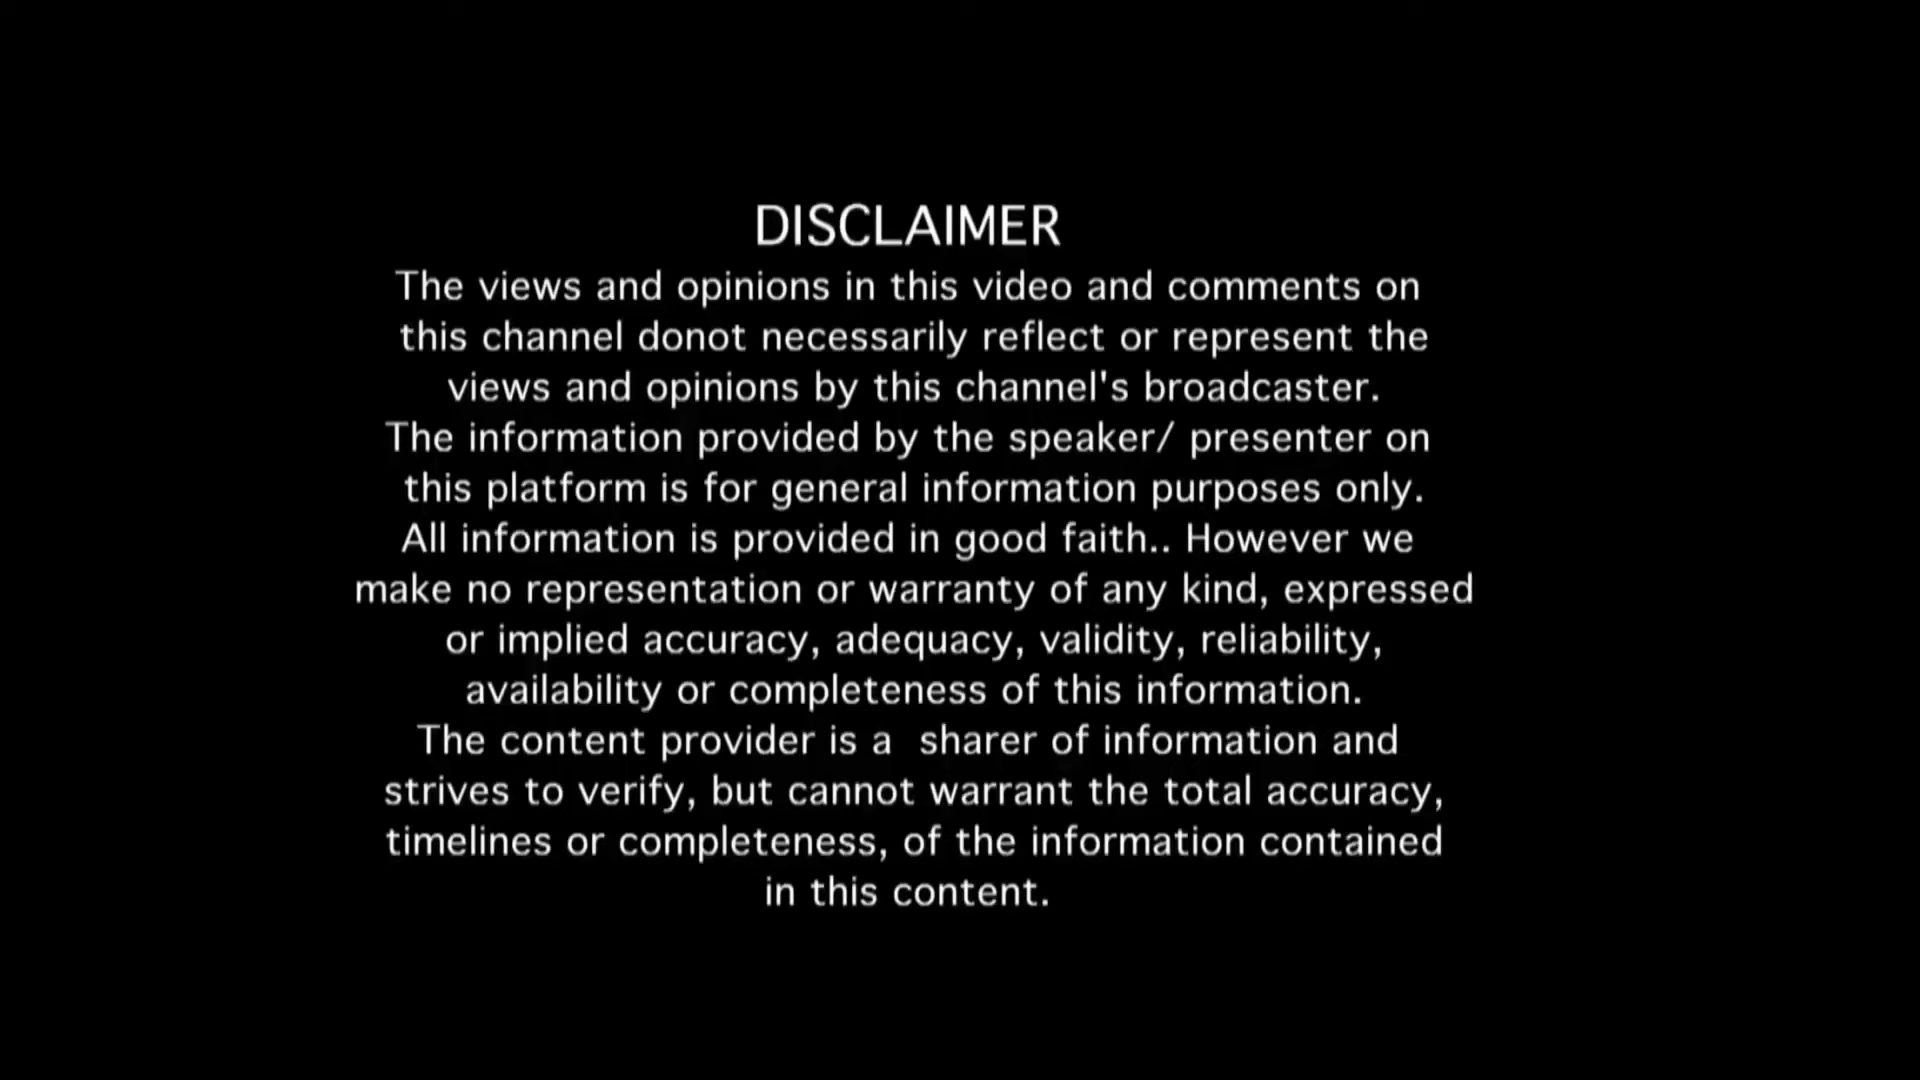 DISCLAIMER
The views and opinions in this video and comments on
this channel donot necessarily reflect or represent the
views and opinions by this channel's broadcaster.
The information provided by the speaker/ presenter on
this platform is for general information purposes only.
All information is provided in good faith.. However we
make no representation or warranty of any kind, expressed
or implied accuracy, adequacy, validity, reliability,
availability or completeness of this information.
The content provider is a  sharer of information and
strives to verify, but cannot warrant the total accuracy,
timelines or completeness, of the information contained
in this content.